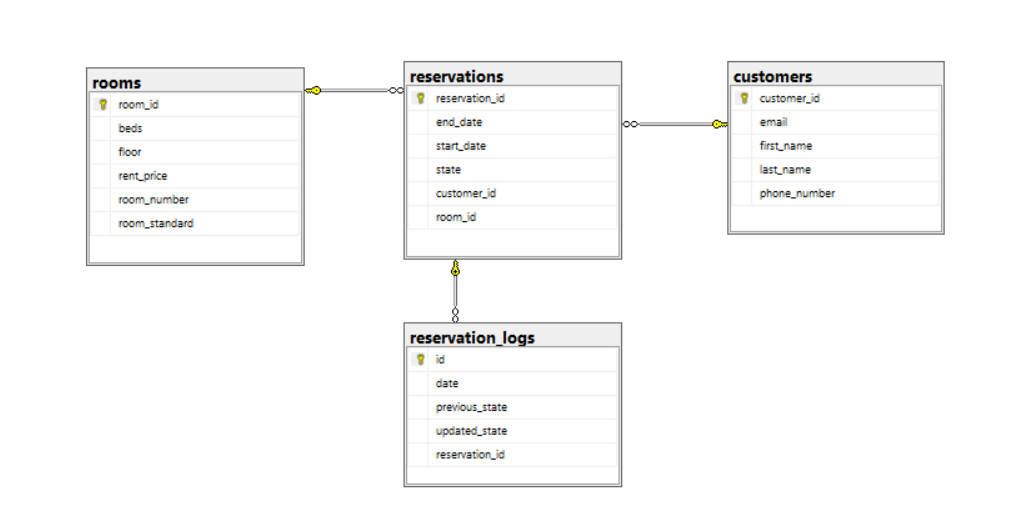 rooms
room_id
beds
floor
rent_price
room_number
room_standard
reservations
reservation_id
end_date
start_date
state
customer_id
room_id
customers
customer_id
email
first_name
last_name
phone_number
reservation_logs
id
date
previous_state
updated_state
reservation_id